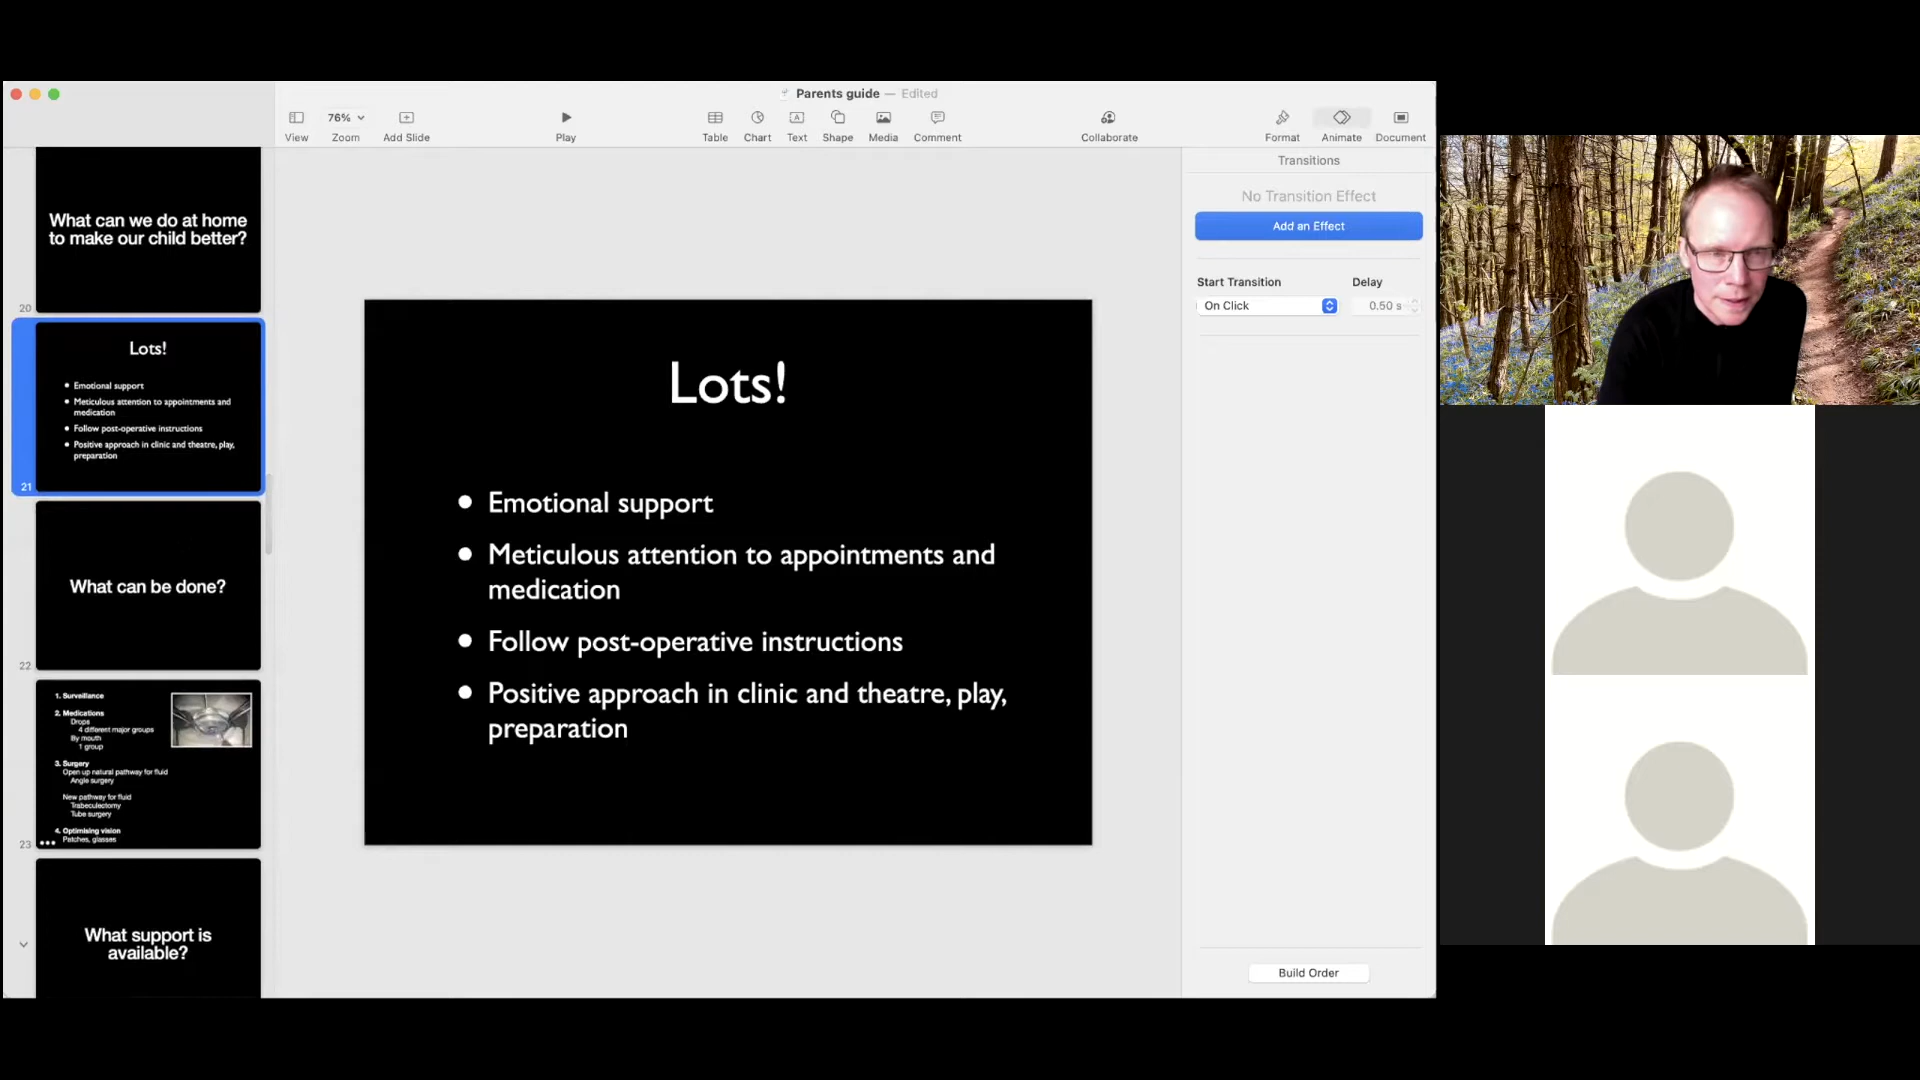 Parents guide — Edited
View
76%
Zoom
Add Slide
Play
Table
Chart
Text
Shape
Media
Comment
Collaborate
Format
Animate
Document
What can we do at home
to make our child better?
20
Lots!
Emotional support
Meticulous attention to appointments and
medication
Follow post-operative instructions
Positive approach in clinic and theatre, play,
preparation
21
What can be done?
22
1. Surveillance
2. Medications
Drops
4 different major groups
By mouth
1 group
3. Surgery
Open up natural pathway for fluid
Angle surgery
New pathway for fluid
Trabeculectomy
Tube surgery
4. Optimising vision
Patches, glasses
23
What support is
available?
Lots!
Emotional support
Meticulous attention to appointments and
medication
Follow post-operative instructions
Positive approach in clinic and theatre, play,
preparation
Transitions
No Transition Effect
Add an Effect
Start Transition
Delay
On Click
0.50 s
Build Order